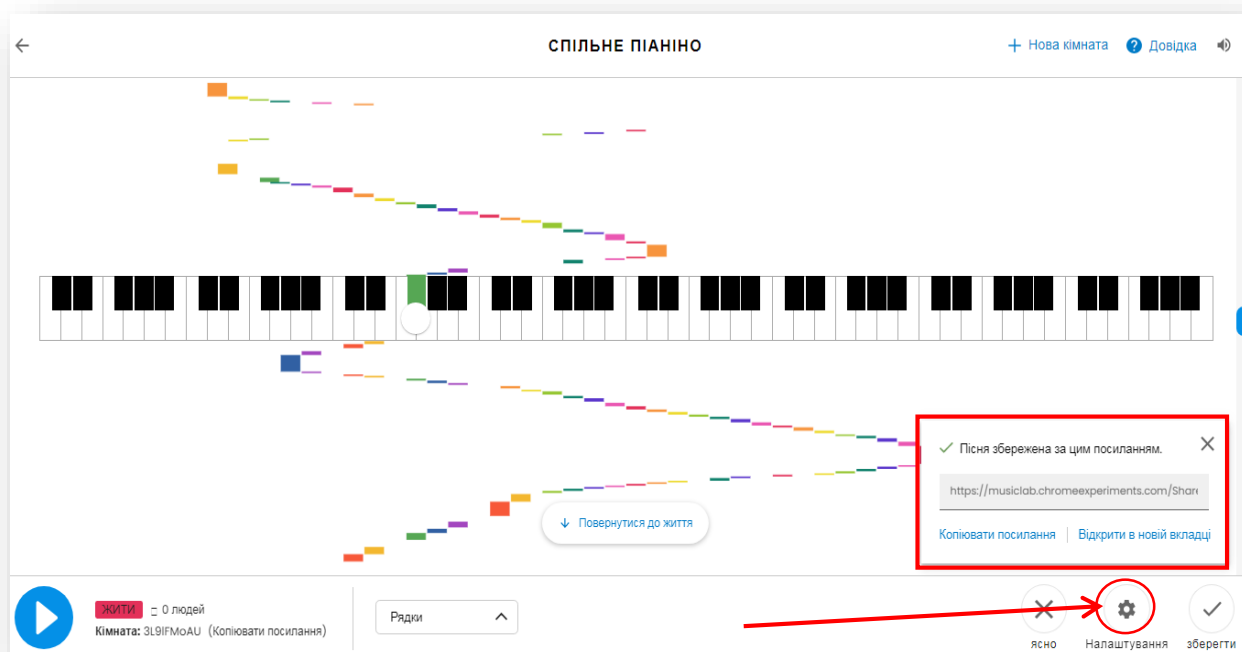 СПІЛЬНЕ ПІАНІНО
Нова кімната
Довідка
Пісня збережена за цим посиланням.
https://musiclab.chromeexperiments.com/Share
Копіювати посилання
Відкрити в новій вкладці
Повернутися до життя
ЖИТИ
0 людей
Кімната: 3L9IFMoAU (Копіювати посилання)
Рядки
ясно
Налаштування
зберегти